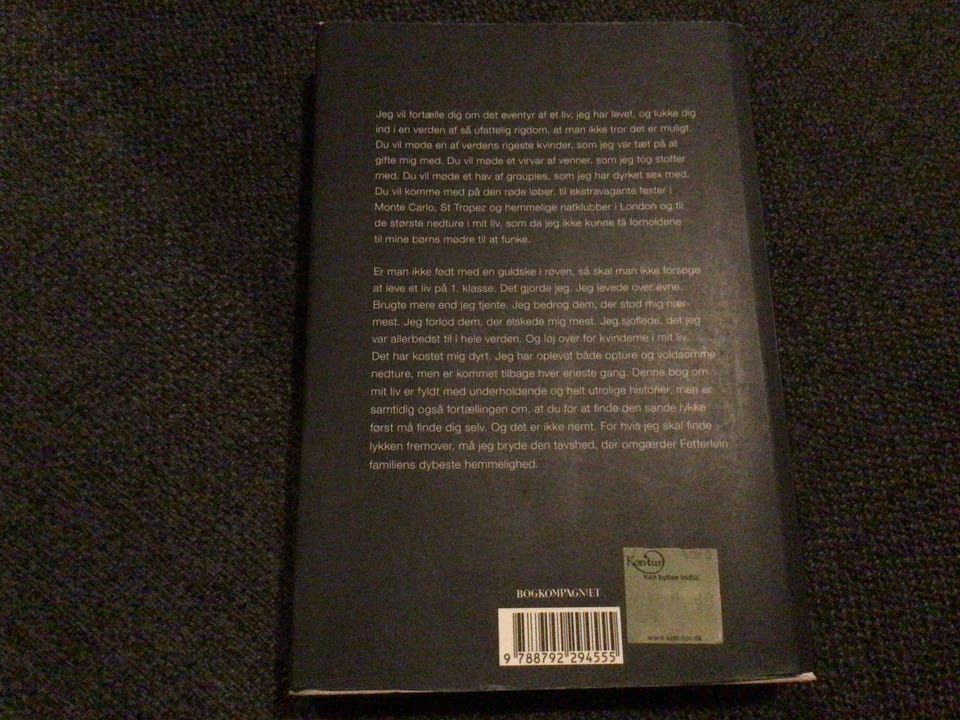 Jeg vil fortælle dig om det eventyr af et liv, jeg har levet, og lukke dig
ind i en verden af så ufattelig rigdom, at man ikke tror det er muligt.
Du vil møde en af verdens rigeste kvinder, som jeg var tæt på at
gifte mig med. Du vil møde et virvar af venner, som jeg tog stoffer
med. Du vil møde et hav af groupies, som jeg har dyrket sex med.
Du vil komme med på den røde løber, til ekstravagante fester i
Monte Carlo, St Tropez og hemmelige natklubber i London og til
de største nedture i mit liv, som da jeg ikke kunne få forholdene
til mine børns mødre til at funke.
Er man ikke født med en guldske i røven, så skal man ikke forsøge
at leve et liv på 1. klasse. Det gjorde jeg. Jeg levede over evne.
Brugte mere end jeg tjente. Jeg bedrog dem, der stod mig nær-
mest. Jeg forlod dem, der elskede mig mest. Jeg sjoflede, det jeg
var allerbedst til i hele verden. Og løj over for kvinderne i mit liv.
Det har kostet mig dyrt. Jeg har oplevet både opture og voldsomme
nedture, men er kommet tilbage hver eneste gang. Denne bog om
mit liv er fyldt med underholdende og helt utrolige historier, men er
samtidig også fortællingen om, at du for at finde den sande lykke
først må finde dig selv. Og det er ikke nemt. For hvis jeg skal finde
lykken fremover, må jeg bryde den tavshed, der omgærder Fetterlein
familiens dybeste hemmelighed.
Kon-tur
Kan byttes indtil:
www.kon-tur.dk
BOGKOMPAGNIET
9 788792 294555